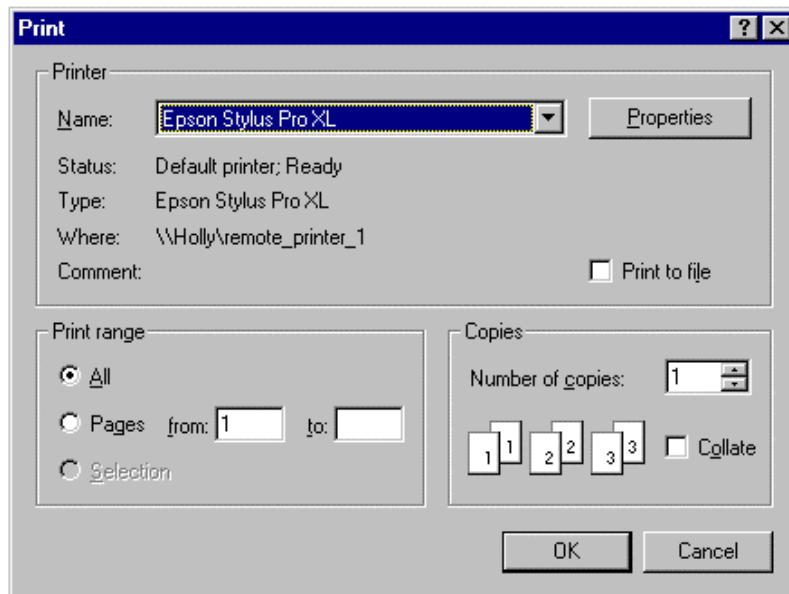 Print
Printer
Name: Epson Stylus Pro XL Properties
Status: Default printer; Ready
Type: Epson Stylus Pro XL
Where: \\Holly\remote_printer_1
Comment: Print to file
Print range
All
Pages from: 1 to:
Selection
Copies
Number of copies: 1
1 1 2 2 3 3 Collate
OK Cancel